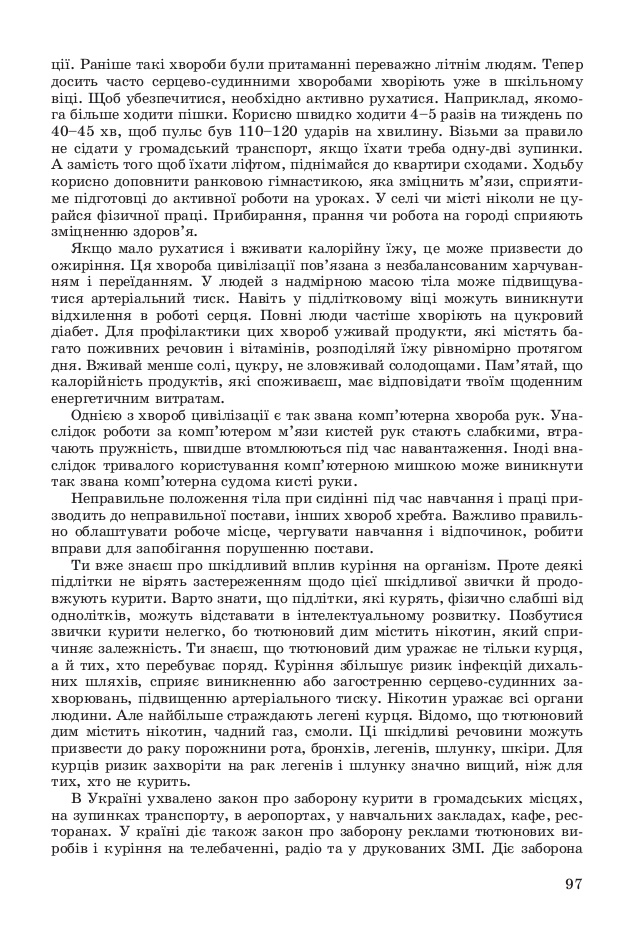 ції. Раніше такі хвороби були притаманні переважно літнім людям. Тепер
досить часто серцево-судинними хворобами хворіють уже в шкільному
віці. Щоб убезпечитися, необхідно активно рухатися. Наприклад, якомо-
га більше ходити пішки. Корисно швидко ходити 4–5 разів на тиждень по
40–45 хв, щоб пульс був 110–120 ударів на хвилину. Візьми за правило
не сідати у громадський транспорт, якщо їхати треба одну-дві зупинки.
А замість того щоб їхати ліфтом, піднімайся до квартири сходами. Ходьбу
корисно доповнити ранковою гімнастикою, яка зміцнить м’язи, сприяти-
ме підготовці до активної роботи на уроках. У селі чи місті ніколи не цу-
райся фізичної праці. Прибирання, прання чи робота на городі сприяють
зміцненню здоров’я.
Якщо мало рухатися і вживати калорійну їжу, це може призвести до
ожиріння. Ця хвороба цивілізації пов’язана з незбалансованим харчуван-
ням і переїданням. У людей з надмірною масою тіла може підвищува-
тися артеріальний тиск. Навіть у підлітковому віці можуть виникнути
відхилення в роботі серця. Повні люди частіше хворіють на цукровий
діабет. Для профілактики цих хвороб уживай продукти, які містять ба-
гато поживних речовин і вітамінів, розподіляй їжу рівномірно протягом
дня. Вживай менше солі, цукру, не зловживай солодощами. Пам’ятай, що
калорійність продуктів, які споживаєш, має відповідати твоїм щоденним
енергетичним витратам.
Однією з хвороб цивілізації є так звана комп’ютерна хвороба рук. Уна-
слідок роботи за комп’ютером м’язи кистей рук стають слабкими, втра-
чають пружність, швидше втомлюються під час навантаження. Іноді вна-
слідок тривалого користування комп’ютерною мишкою може виникнути
так звана комп’ютерна судома кисті руки.
Неправильне положення тіла при сидінні під час навчання і праці при-
зводить до неправильної постави, інших хвороб хребта. Важливо правиль-
но облаштувати робоче місце, чергувати навчання і відпочинок, робити
вправи для запобігання порушенню постави.
Ти вже знаєш про шкідливий вплив куріння на організм. Проте деякі
підлітки не вірять застереженням щодо цієї шкідливої звички й продо-
вжують курити. Варто знати, що підлітки, які курять, фізично слабші від
однолітків, можуть відставати в інтелектуальному розвитку. Позбутися
звички курити нелегко, бо тютюновий дим містить нікотин, який спри-
чиняє залежність. Ти знаєш, що тютюновий дим уражає не тільки курця,
а й тих, хто перебуває поряд. Куріння збільшує ризик інфекцій дихаль-
них шляхів, сприяє виникненню або загостренню серцево-судинних за-
хворювань, підвищенню артеріального тиску. Нікотин уражає всі органи
людини. Але найбільше страждають легені курця. Відомо, що тютюновий
дим містить нікотин, чадний газ, смоли. Ці шкідливі речовини можуть
призвести до раку порожнини рота, бронхів, легенів, шлунку, шкіри. Для
курців ризик захворіти на рак легенів і шлунку значно вищий, ніж для
тих, хто не курить.
В Україні ухвалено закон про заборону курити в громадських місцях,
на зупинках транспорту, в аеропортах, у навчальних закладах, кафе, рес-
торанах. У країні діє також закон про заборону реклами тютюнових ви-
робів і куріння на телебаченні, радіо та у друкованих ЗМІ. Діє заборона
97